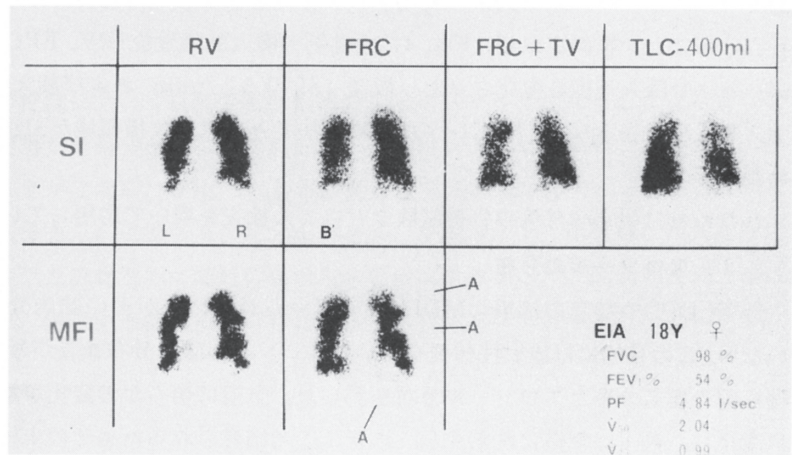 RV FRC FRC+TV TLC-400ml
SI
L R B'
MFI
A
A
A
EIA 18Y ♀
FVC 98 %
FEV₁% 54 %
PF 4.84 l/sec
V̇ 2.04
V̇ 0.99